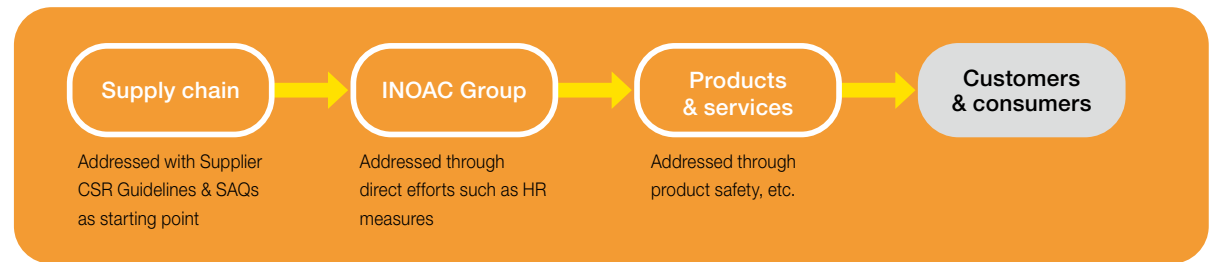 Supply chain
INOAC Group
Products
& services
Customers
& consumers
Addressed with Supplier
CSR Guidelines & SAQs
as starting point
Addressed through
direct efforts such as HR
measures
Addressed through
product safety, etc.